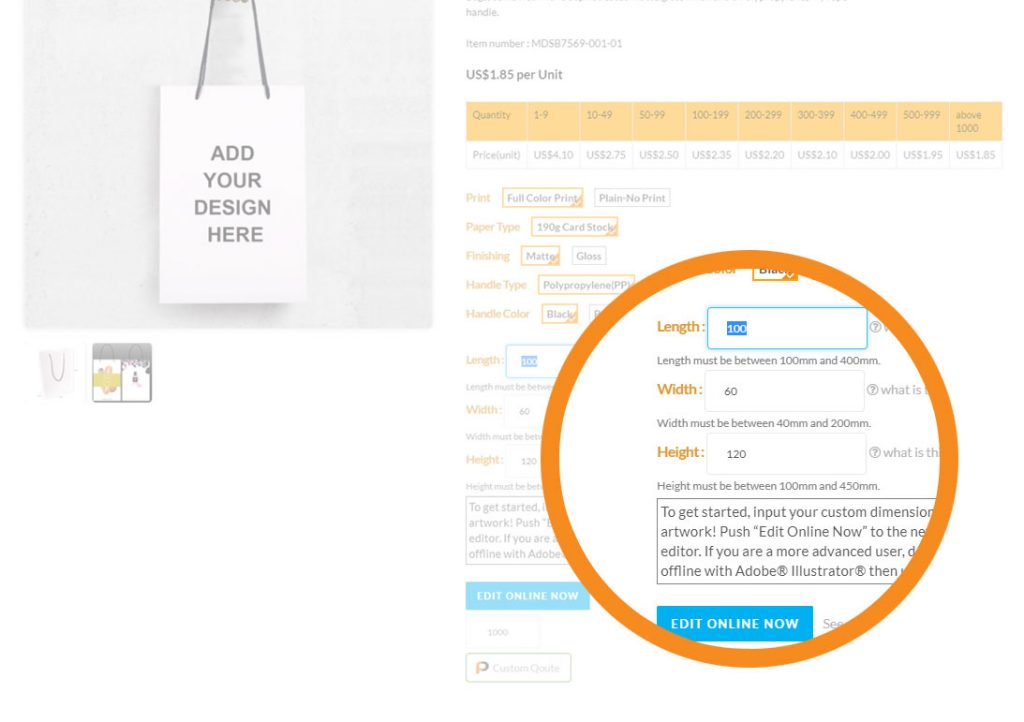 handle.
Item number : MDSB7569-001-01
US$1.85 per Unit
Quantity 1-9 10-49 50-99 100-199 200-299 300-399 400-499 500-999 above
1000
Price(unit) US$4.10 US$2.75 US$2.50 US$2.35 US$2.20 US$2.10 US$2.00 US$1.95 US$1.85
ADD
YOUR
DESIGN
HERE
Print Full Color Print Plain-No Print
Paper Type 190g Card Stock
Finishing Matte Gloss
Handle Type Polypropylene(PP)
Handle Color Black
Length : 100
Length must be
Width : 60
Width must be
Height : 120
Height must be
To get started,
artwork! Push
editor. If you are
offline with Adobe
EDIT ONLINE NOW
1000
Custom Qoute
Length : 100
Length must be between 100mm and 400mm.
Width : 60 what is
Width must be between 40mm and 200mm.
Height : 120 what is
Height must be between 100mm and 450mm.
To get started, input your custom dimension
artwork! Push “Edit Online Now” to the
editor. If you are a more advanced user,
offline with Adobe® Illustrator® then
EDIT ONLINE NOW See